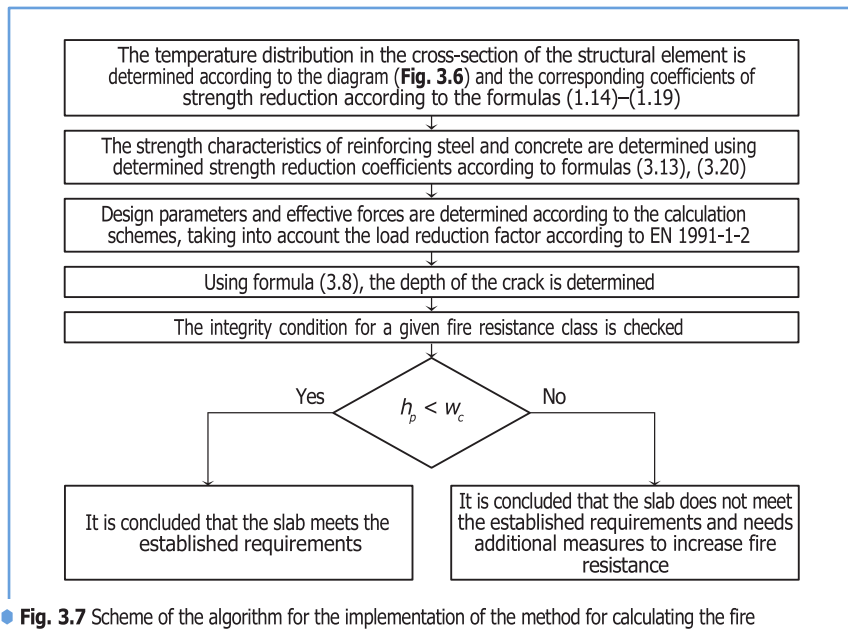 The temperature distribution in the cross-section of the structural element is
determined according to the diagram (Fig. 3.6) and the corresponding coefficients of
strength reduction according to the formulas (1.14)–(1.19)
The strength characteristics of reinforcing steel and concrete are determined using
determined strength reduction coefficients according to formulas (3.13), (3.20)
Design parameters and effective forces are determined according to the calculation
schemes, taking into account the load reduction factor according to EN 1991-1-2
Using formula (3.8), the depth of the crack is determined
The integrity condition for a given fire resistance class is checked
Yes
h_p < w_c
No
It is concluded that the slab meets the
established requirements
It is concluded that the slab does not meet
the established requirements and needs
additional measures to increase fire
resistance
Fig. 3.7 Scheme of the algorithm for the implementation of the method for calculating the fire